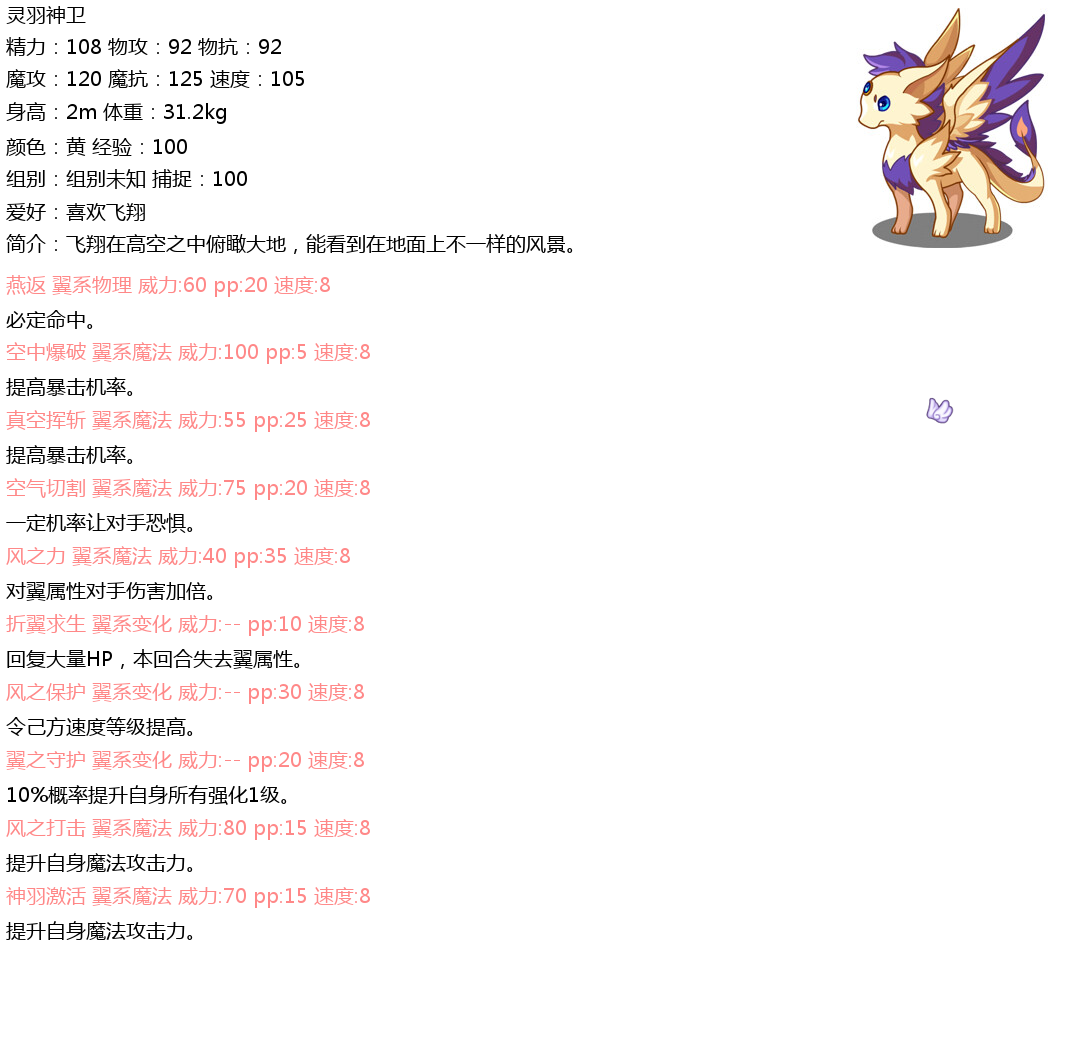 灵羽神卫
精力：108 物攻：92 物抗：92
魔攻：120 魔抗：125 速度：105
身高：2m 体重：31.2kg
颜色：黄 经验：100
组别：组别未知 捕捉：100
爱好：喜欢飞翔
简介：飞翔在高空之中俯瞰大地，能看到在地面上不一样的风景。
燕返 翼系物理 威力:60 pp:20 速度:8
必定命中。
空中爆破 翼系魔法 威力:100 pp:5 速度:8
提高暴击机率。
真空挥斩 翼系魔法 威力:55 pp:25 速度:8
提高暴击机率。
空气切割 翼系魔法 威力:75 pp:20 速度:8
一定机率让对手恐惧。
风之力 翼系魔法 威力:40 pp:35 速度:8
对翼属性对手伤害加倍。
折翼求生 翼系变化 威力:-- pp:10 速度:8
回复大量HP，本回合失去翼属性。
风之保护 翼系变化 威力:-- pp:30 速度:8
令己方速度等级提高。
翼之守护 翼系变化 威力:-- pp:20 速度:8
10%概率提升自身所有强化1级。
风之打击 翼系魔法 威力:80 pp:15 速度:8
提升自身魔法攻击力。
神羽激活 翼系魔法 威力:70 pp:15 速度:8
提升自身魔法攻击力。